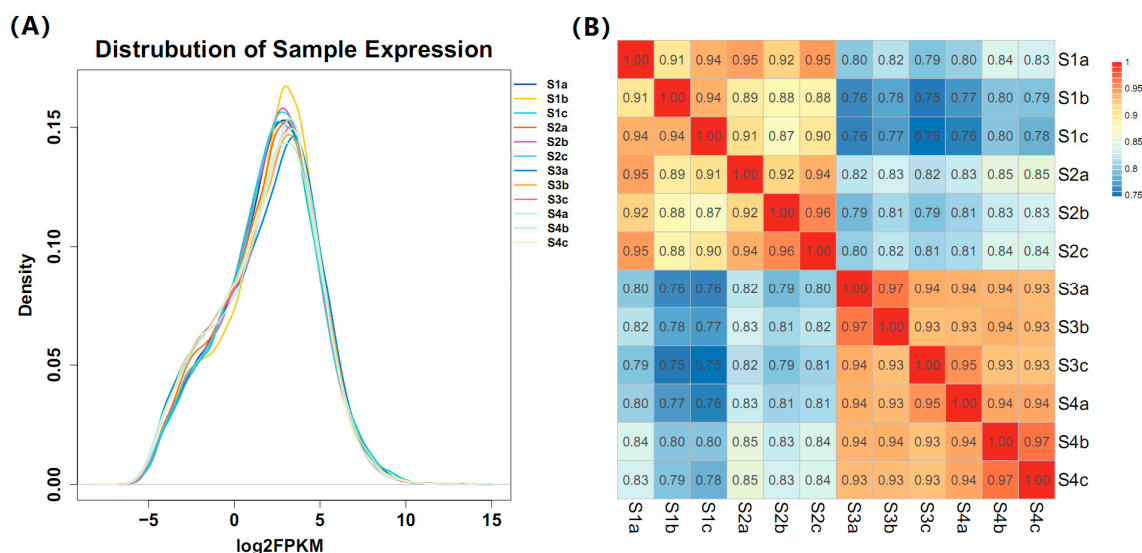 (A)
Distrubution of Sample Expression
S1a
S1b
S1c
S2a
S2b
S2c
S3a
S3b
S3c
S4a
S4b
S4c
Density
0.15
0.10
0.05
0.00
−5 0 5 10 15
log2FPKM
(B)
1.00 0.91 0.94 0.95 0.92 0.95 0.80 0.82 0.79 0.80 0.84 0.83 S1a
0.91 1.00 0.94 0.89 0.88 0.88 0.76 0.78 0.75 0.77 0.80 0.79 S1b
0.94 0.94 1.00 0.91 0.87 0.90 0.76 0.77 0.75 0.76 0.80 0.78 S1c
0.95 0.89 0.91 1.00 0.92 0.94 0.82 0.83 0.82 0.83 0.85 0.85 S2a
0.92 0.88 0.87 0.92 1.00 0.96 0.79 0.81 0.79 0.81 0.83 0.83 S2b
0.95 0.88 0.90 0.94 0.96 1.00 0.80 0.82 0.81 0.81 0.84 0.84 S2c
0.80 0.76 0.76 0.82 0.79 0.80 1.00 0.97 0.94 0.94 0.94 0.93 S3a
0.82 0.78 0.77 0.83 0.81 0.82 0.97 1.00 0.93 0.93 0.94 0.93 S3b
0.79 0.75 0.75 0.82 0.79 0.81 0.94 0.93 1.00 0.95 0.93 0.93 S3c
0.80 0.77 0.76 0.83 0.81 0.81 0.94 0.93 0.95 1.00 0.94 0.94 S4a
0.84 0.80 0.80 0.85 0.83 0.84 0.94 0.94 0.93 0.94 1.00 0.97 S4b
0.83 0.79 0.78 0.85 0.83 0.84 0.93 0.93 0.93 0.94 0.97 1.00 S4c
S1a S1b S1c S2a S2b S2c S3a S3b S3c S4a S4b S4c
1
0.95
0.9
0.85
0.8
0.75